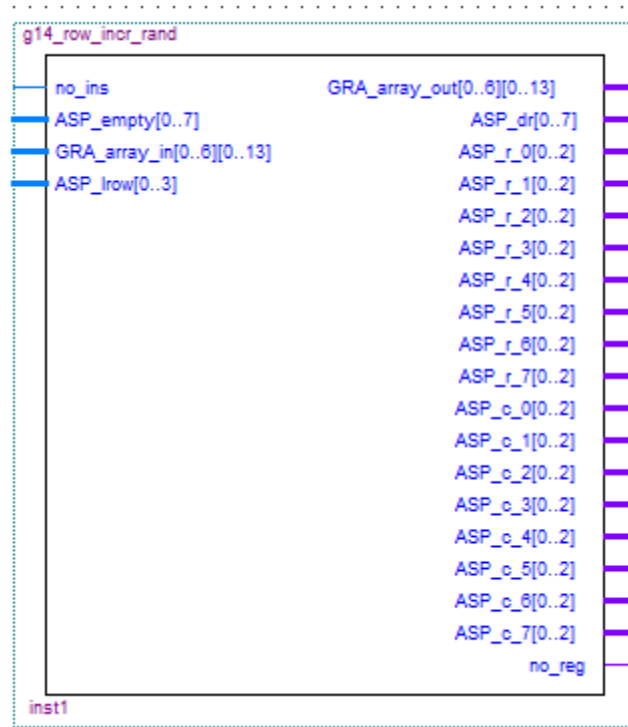 g14_row_incr_rand
no_ins GRA_array_out[0..6][0..13]
ASP_empty[0..7] ASP_dr[0..7]
GRA_array_in[0..6][0..13] ASP_r_0[0..2]
ASP_lrow[0..3] ASP_r_1[0..2]
ASP_r_2[0..2]
ASP_r_3[0..2]
ASP_r_4[0..2]
ASP_r_5[0..2]
ASP_r_6[0..2]
ASP_r_7[0..2]
ASP_c_0[0..2]
ASP_c_1[0..2]
ASP_c_2[0..2]
ASP_c_3[0..2]
ASP_c_4[0..2]
ASP_c_5[0..2]
ASP_c_6[0..2]
ASP_c_7[0..2]
no_reg
inst1